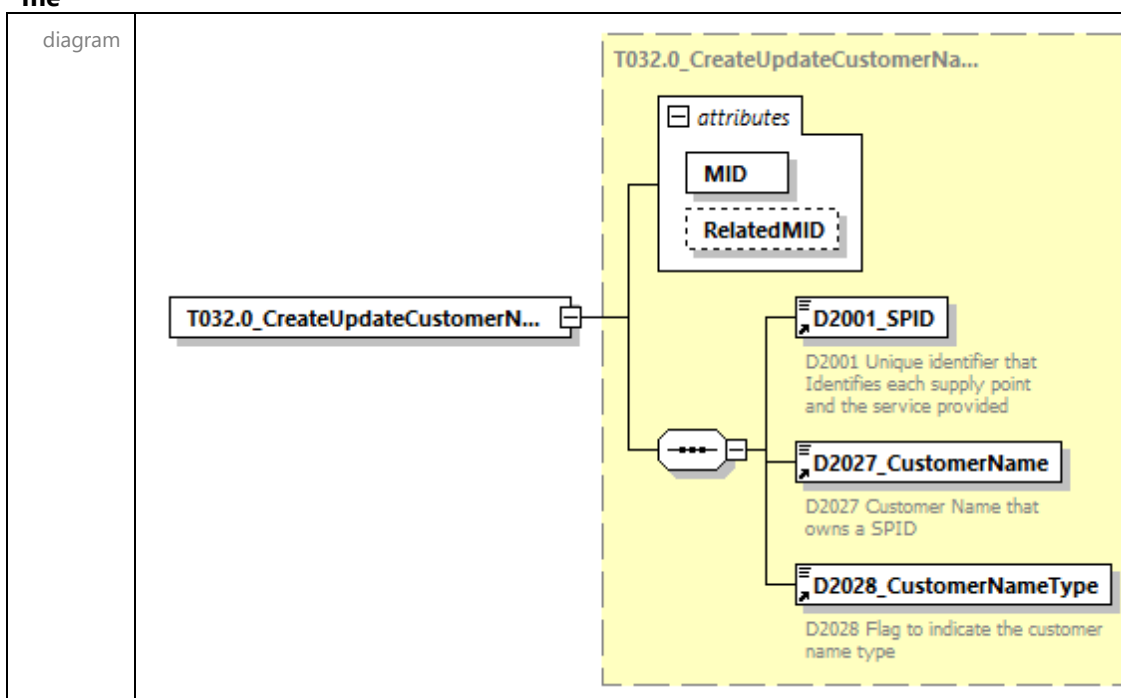 me
diagram
T032.0_CreateUpdateCustomerNa...
attributes
MID
RelatedMID
T032.0_CreateUpdateCustomerN...
D2001_SPID
D2001 Unique identifier that
Identifies each supply point
and the service provided
D2027_CustomerName
D2027 Customer Name that
owns a SPID
D2028_CustomerNameType
D2028 Flag to indicate the customer
name type